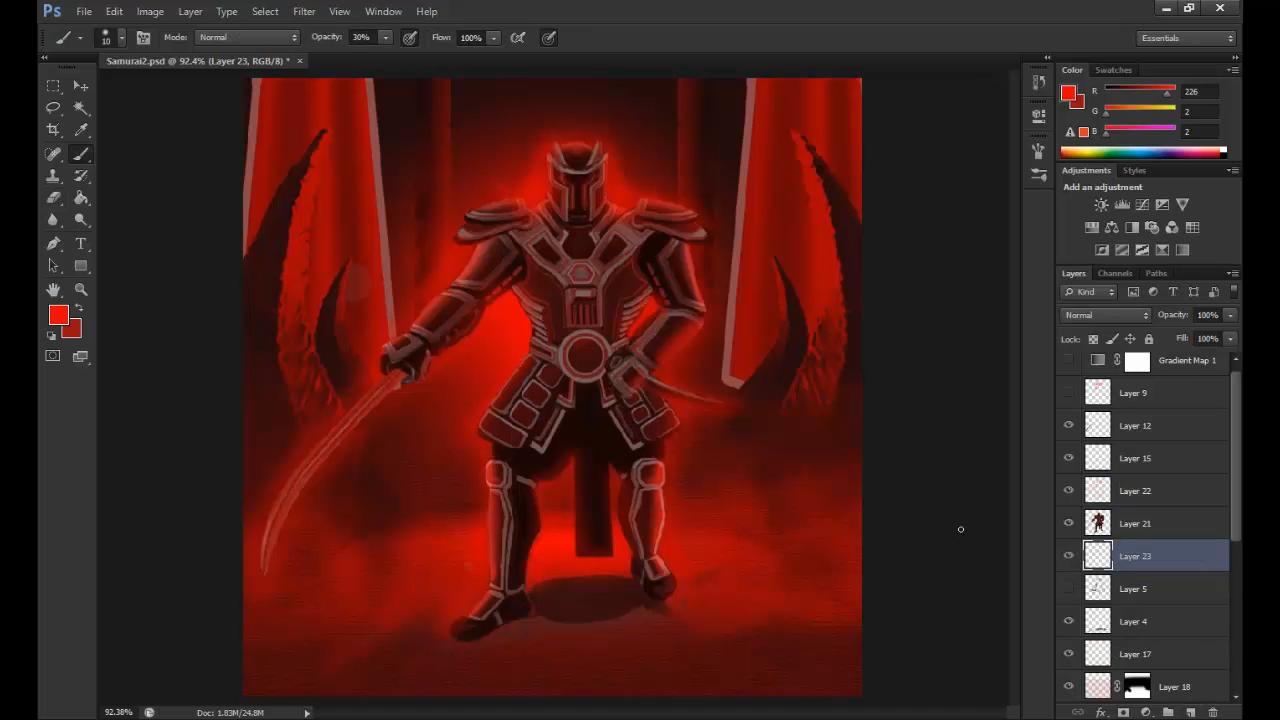 Ps File Edit Image Layer Type Select Filter View Window Help
10 Mode: Normal Opacity: 30% Flow: 100% Essentials
Samurai2.psd @ 92.4% (Layer 23, RGB/8) * ×
Color Swatches
R 226
G 2
B 2
Adjustments Styles
Add an adjustment
Layers Channels Paths
Kind
Normal Opacity: 100%
Lock: Fill: 100%
Gradient Map 1
Layer 9
Layer 12
Layer 15
Layer 22
Layer 21
Layer 23
Layer 5
Layer 4
Layer 17
Layer 18
92.38% Doc: 1.83M/24.8M